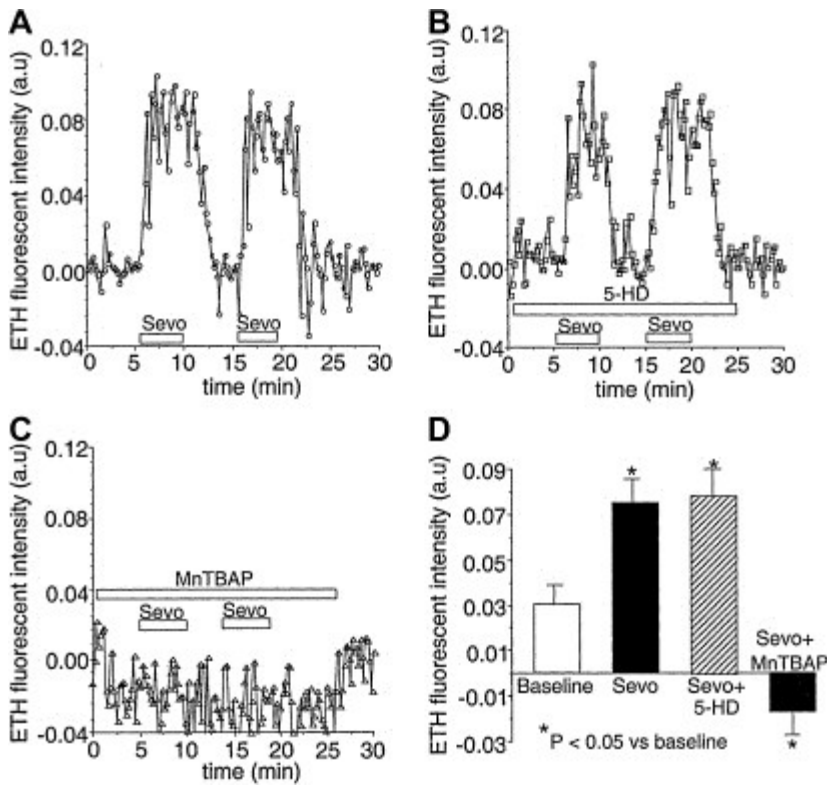 A
ETH fluorescent intensity (a.u)
0.12
0.08
0.04
0.00
-0.04
Sevo
Sevo
0 5 10 15 20 25 30
time (min)
B
ETH fluorescent intensity (a.u)
0.12
0.08
0.04
0.00
-0.04
5-HD
Sevo
Sevo
0 5 10 15 20 25 30
time (min)
C
ETH fluorescent intensity (a.u)
0.12
0.08
0.04
0.00
-0.04
MnTBAP
Sevo
Sevo
0 5 10 15 20 25 30
time (min)
D
ETH fluorescent intensity (a.u)
0.09
0.07
0.05
0.03
0.01
-0.01
-0.03
*
*
Baseline
Sevo
Sevo+
5-HD
Sevo+
MnTBAP
*
*P < 0.05 vs baseline